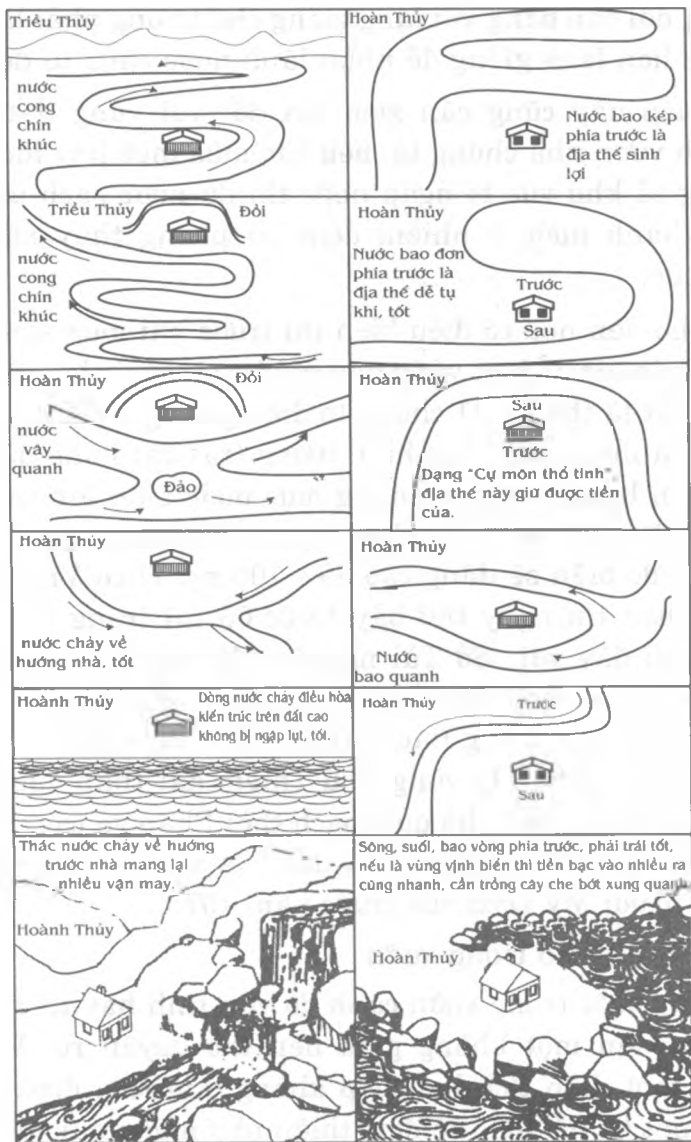 Triều Thủy
nước
cong
chín
khúc
Hoàn Thủy
Nước bao kép
phía trước là
địa thế sinh
lợi
Triều Thủy
Đồi
nước
cong
chín
khúc
Hoàn Thủy
Nước bao đơn
phía trước là
địa thế dễ tụ
khí, tốt
Trước
Sau
Hoàn Thủy
Đồi
nước
vây
quanh
Đảo
Hoàn Thủy
Sau
Trước
Dạng "Cự môn thổ tinh"
địa thế này giữ được tiền
của.
Hoàn Thủy
nước chảy về
hướng nhà, tốt
Hoàn Thủy
Nước
bao quanh
Hoành Thủy
Dòng nước chảy điều hòa
kiến trúc trên đất cao
không bị ngập lụt, tốt.
Hoàn Thủy
Trước
Sau
Thác nước chảy về hướng
trước nhà mang lại
nhiều vận may.
Hoành Thủy
Sông, suối, bao vòng phía trước, phải trái tốt,
nếu là vùng vịnh biển thì tiền bạc vào nhiều ra
cũng nhanh, cần trồng cây che bớt xung quanh
Hoàn Thủy